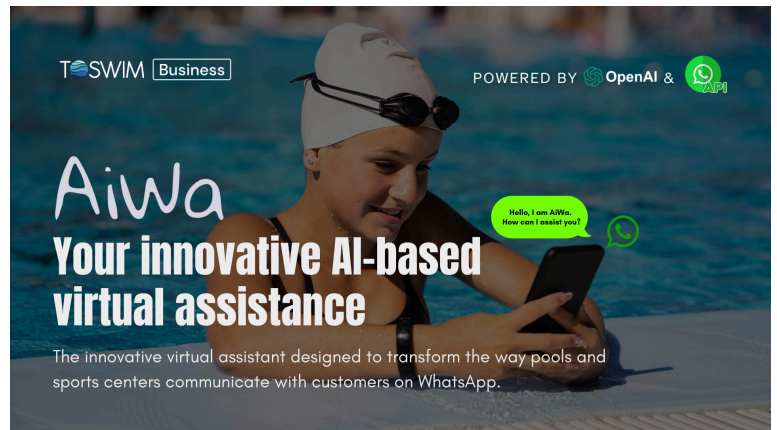 TOSWIM Business
POWERED BY OpenAI & API
AiWa
Hello, I am AiWa.
How can I assist you?
Your innovative AI-based
virtual assistance
The innovative virtual assistant designed to transform the way pools and
sports centers communicate with customers on WhatsApp.